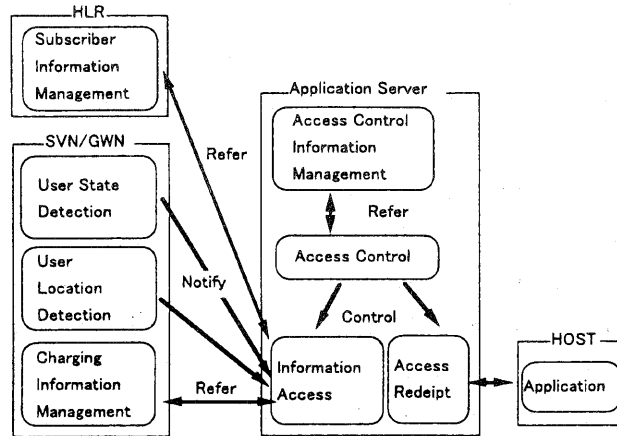 HLR
Subscriber
Information
Management
SVN/GWN
User State
Detection
User
Location
Detection
Charging
Information
Management
Refer
Notify
Refer
Application Server
Access Control
Information
Management
Refer
Access Control
Control
Information
Access
Access
Redeipt
HOST
Application